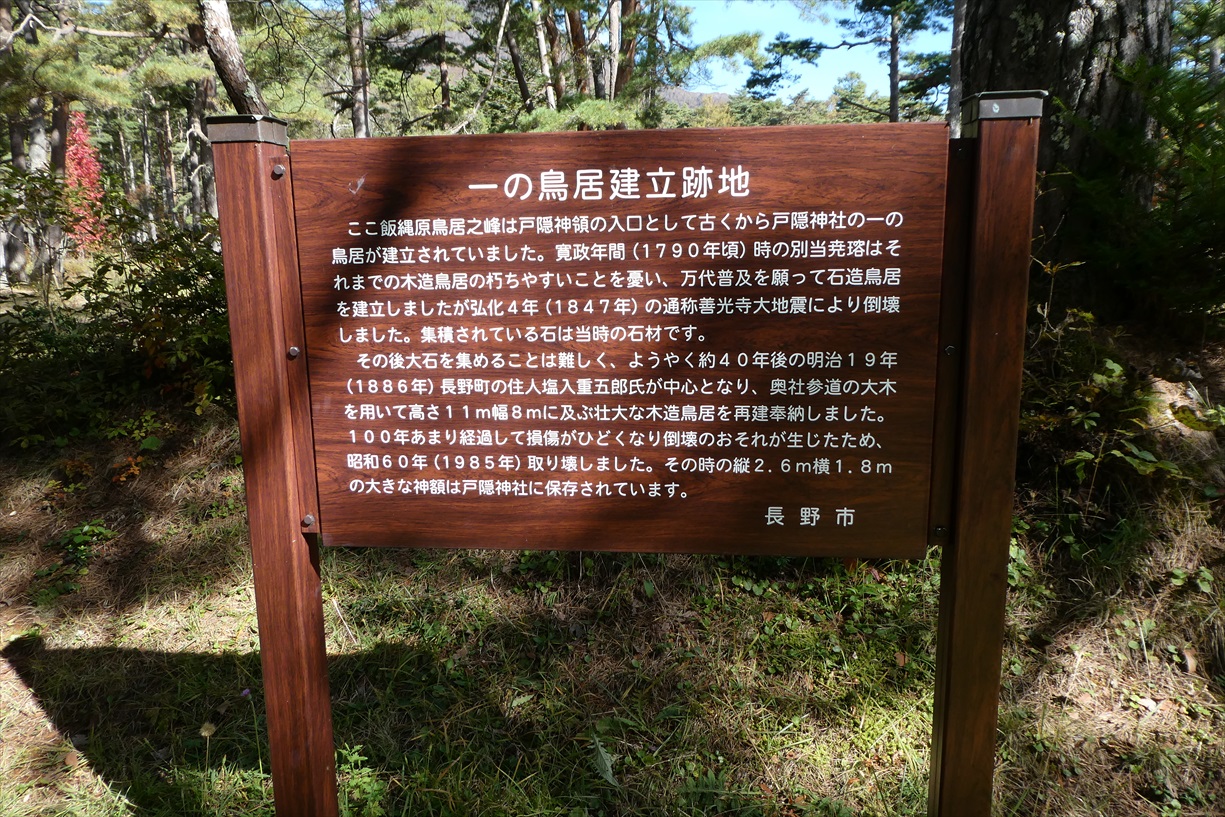 一の鳥居建立跡地
ここ飯縄原鳥居之峰は戸隠神領の入口として古くから戸隠神社の一の
鳥居が建立されていました。寛政年間(1790年頃)時の別当尭瑢はそ
れまでの木造鳥居の朽ちやすいことを憂い、万代普及を願って石造鳥居
を建立しましたが弘化4年(1847年)の通称善光寺大地震により倒壊
しました。集積されている石は当時の石材です。
その後大石を集めることは難しく、ようやく約40年後の明治19年
(1886年)長野町の住人塩入重五郎氏が中心となり、奥社参道の大木
を用いて高さ11m幅8mに及ぶ壮大な木造鳥居を再建奉納しました。
100年あまり経過して損傷がひどくなり倒壊のおそれが生じたため、
昭和60年(1985年)取り壊しました。その時の縦2.6m横1.8m
の大きな神額は戸隠神社に保存されています。
長野市